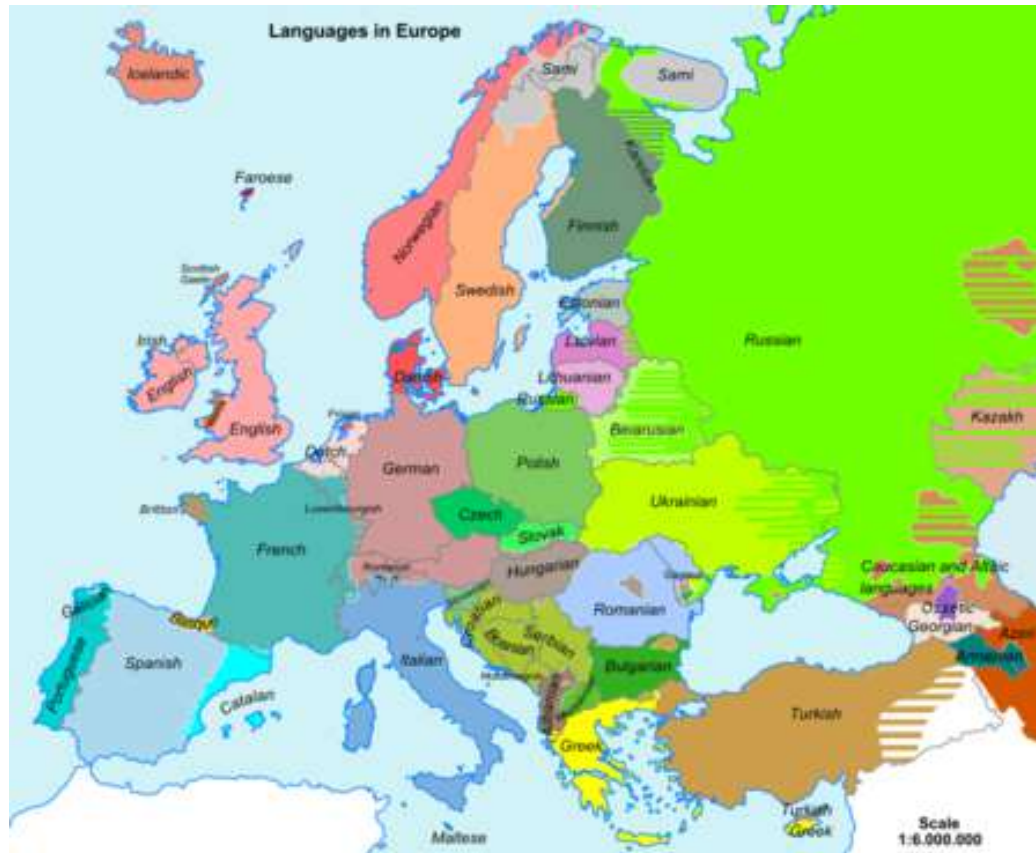 Languages in Europe
Icelandic
Sami
Sami
Faroese
Norwegian
Swedish
Finnish
Karelian
Scottish
Gaelic
Estonian
Irish
English
Latvian
Russian
Danish
Lithuanian
Russian
English
Dutch
Belarusian
Kazakh
German
Polish
Ukrainian
Luxembourgish
Czech
Slovak
French
Hungarian
Romanian
Caucasian and Altaic
languages
Ossetic
Georgian
Azeri
Armenian
Galician
Basque
Croatian
Bosnian
Serbian
Portuguese
Spanish
Catalan
Italian
Bulgarian
Turkish
Greek
Maltese
Turkish
Greek
Scale
1:6.000.000